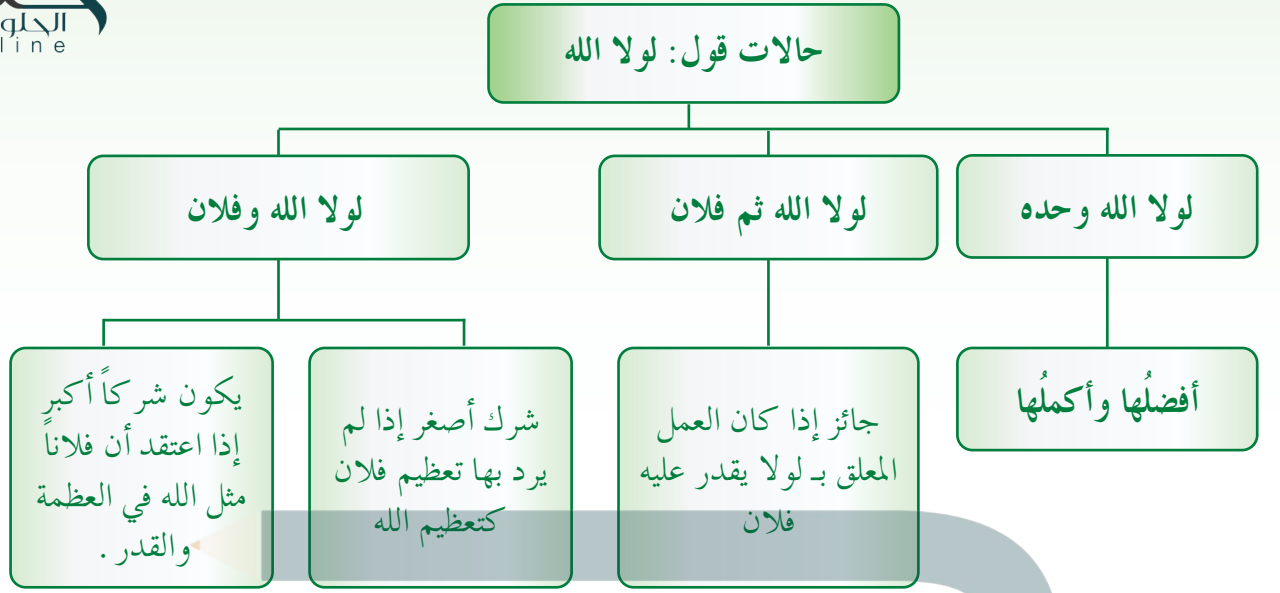 حالات قول: لولا الله
لولا الله وحده
لولا الله ثم فلان
لولا الله وفلان
أفضلُها وأكملُها
جائز إذا كان العمل
المعلق بـ لولا يقدر عليه
فلان
شرك أصغر إذا لم
يرد بها تعظيم فلان
كتعظيم الله
يكون شركاً أكبر
إذا اعتقد أن فلاناً
مثل الله في العظمة
والقدر .